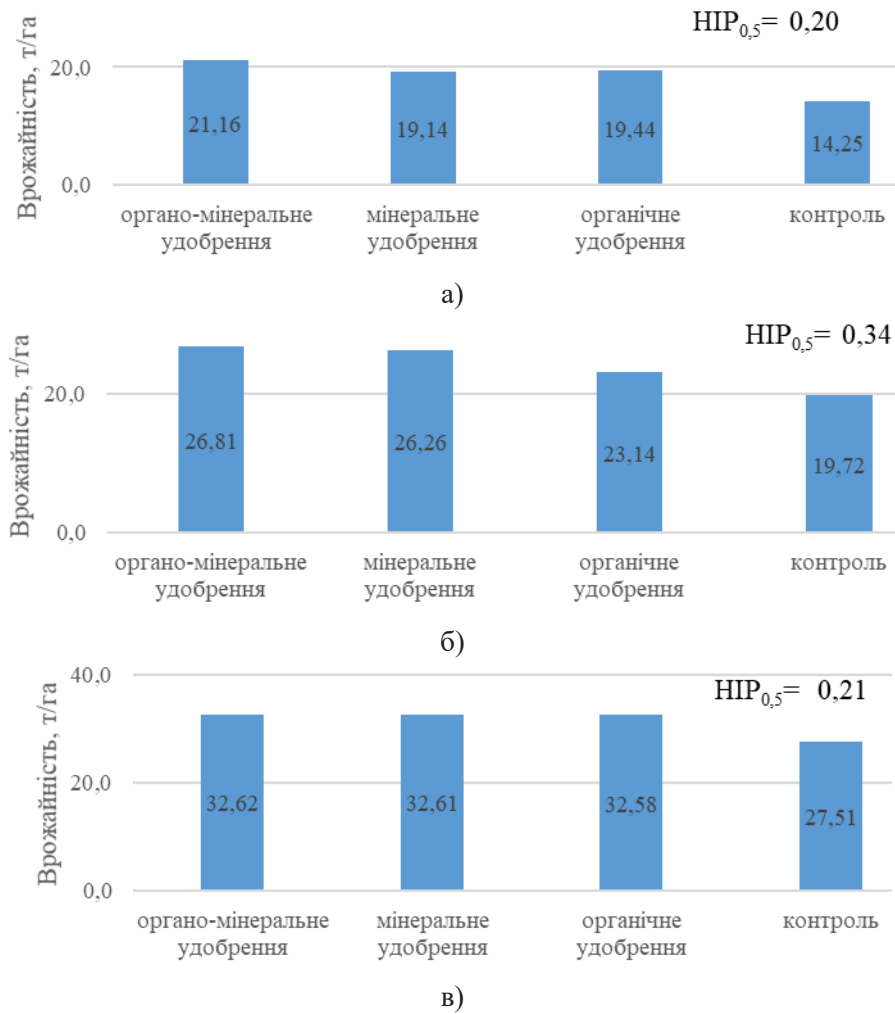 НІР0,5= 0,20
Врожайність, т/га
20,0
0,0
21,16
19,14
19,44
14,25
органо-мінеральне
удобрення
мінеральне
удобрення
органічне
удобрення
контроль
а)
НІР0,5= 0,34
Врожайність, т/га
20,0
0,0
26,81
26,26
23,14
19,72
органо-мінеральне
удобрення
мінеральне
удобрення
органічне
удобрення
контроль
б)
НІР0,5= 0,21
Врожайність, т/га
40,0
20,0
0,0
32,62
32,61
32,58
27,51
органо-мінеральне
удобрення
мінеральне
удобрення
органічне
удобрення
контроль
в)